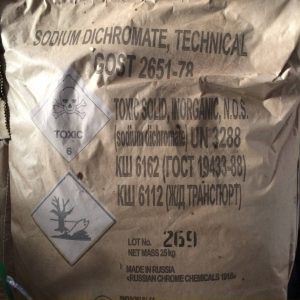 SODIUM DICHROMATE, TECHNICAL
GOST 2651-78
TOXIC SOLID, INORGANIC, N.O.S.
(sodium dichromate) UN 3288
КШ 6162 (ГОСТ 19433-88)
КШ 6112 (Ж/Д ТРАНСПОРТ)
TOXIC
6
LOT No. 269
NET MASS 25 kg
MADE IN RUSSIA
«RUSSIAN CHROME CHEMICALS 1915»